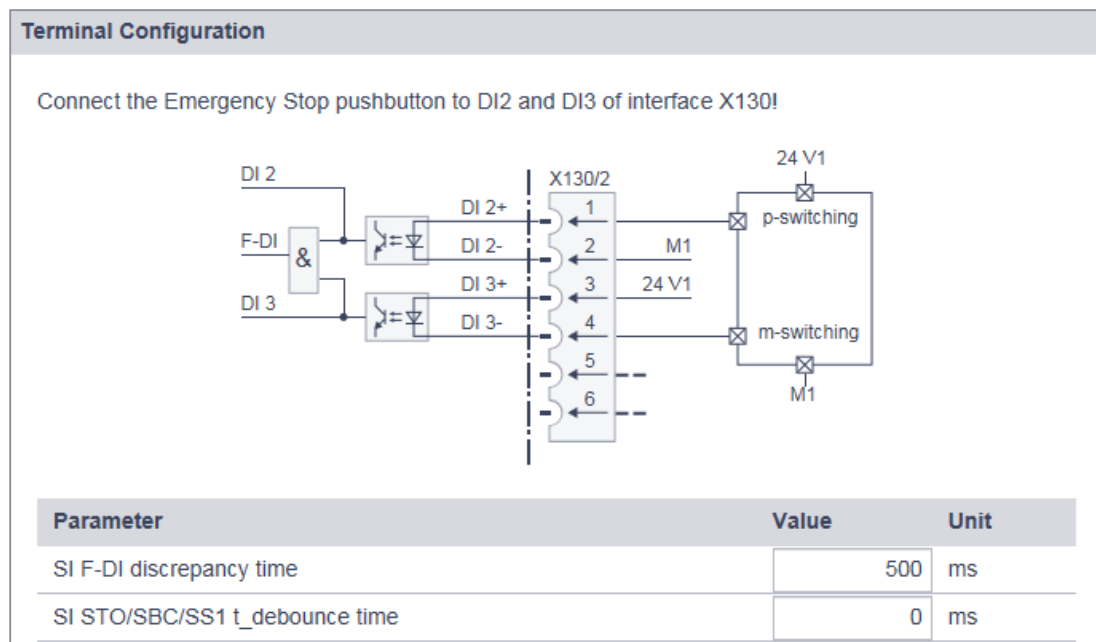 Terminal Configuration
Connect the Emergency Stop pushbutton to DI2 and DI3 of interface X130!
24 V1
DI 2
X130/2
DI 2+
1
p-switching
F-DI
&
DI 2-
2
M1
DI 3+
3
24 V1
DI 3
DI 3-
4
m-switching
5
M1
6
Parameter Value Unit
SI F-DI discrepancy time 500 ms
SI STO/SBC/SS1 t_debounce time 0 ms